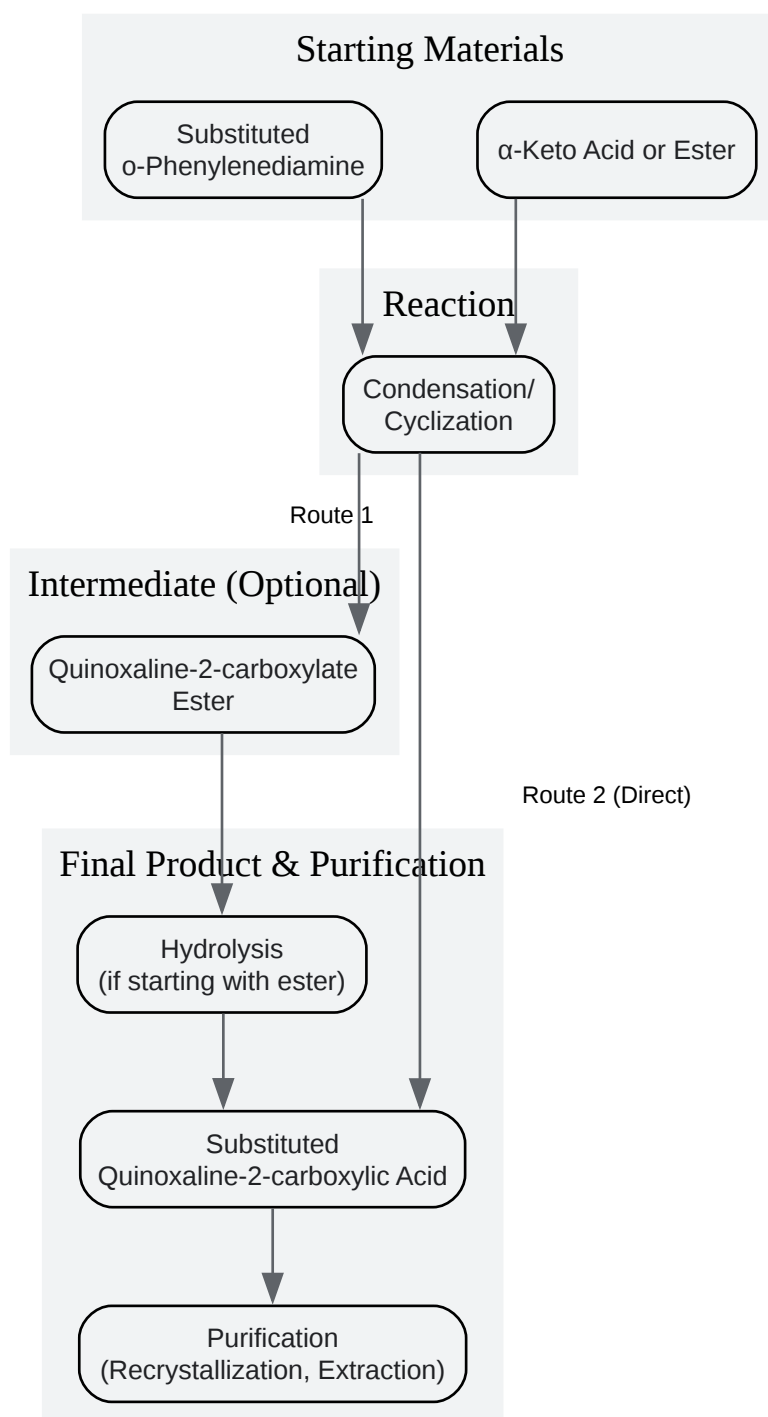 Starting Materials
Substituted
o-Phenylenediamine
α-Keto Acid or Ester
Reaction
Condensation/
Cyclization
Route 1
Intermediate (Optional)
Quinoxaline-2-carboxylate
Ester
Route 2 (Direct)
Final Product & Purification
Hydrolysis
(if starting with ester)
Substituted
Quinoxaline-2-carboxylic Acid
Purification
(Recrystallization, Extraction)